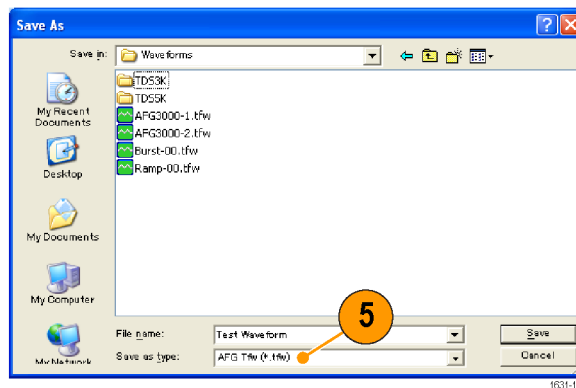 Save As
Save in: Waveforms
TDS3K
TDS5K
AFG3000-1.tfw
AFG3000-2.tfw
Burst-00.tfw
Ramp-00.tfw
My Recent
Documents
Desktop
My Documents
My Computer
My Network
5
File name: Test Waveform Save
Save as type: AFG Tfw (*.tfw) Cancel